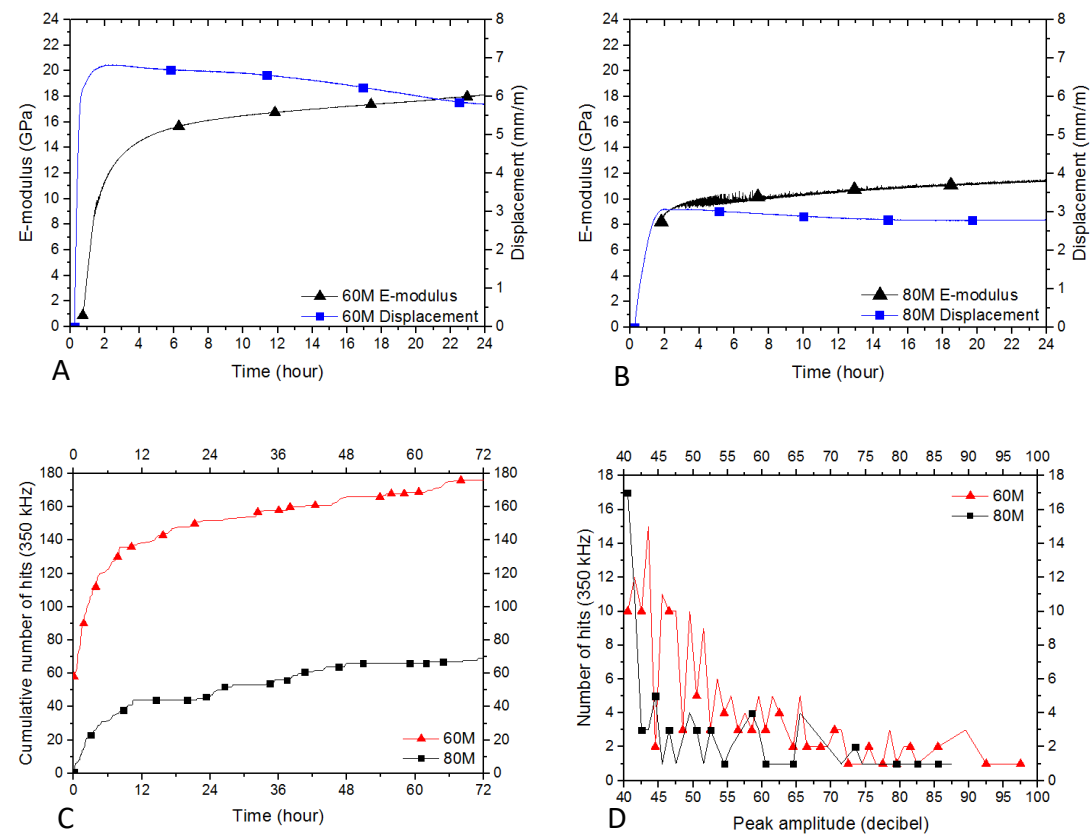 24 8
22 7
20
18 6
16 5
14
12 4
10 3
8
6 2
4 1
2
0 0
E-modulus (GPa)
Displacement (mm/m)
60M E-modulus
60M Displacement
0 2 4 6 8 10 12 14 16 18 20 22 24
Time (hour)
A
24 8
22 7
20
18 6
16 5
14
12 4
10 3
8
6 2
4 1
2
0 0
E-modulus (GPa)
Displacement (mm/m)
80M E-modulus
80M Displacement
0 2 4 6 8 10 12 14 16 18 20 22 24
Time (hour)
B
0 12 24 36 48 60 72
180 180
160 160
140 140
120 120
100 100
80 80
60 60
40 40
20 20
0 0
Cumulative number of hits (350 kHz)
60M
80M
0 12 24 36 48 60 72
Time (hour)
C
40 45 50 55 60 65 70 75 80 85 90 95 100
18 18
16 16
14 14
12 12
10 10
8 8
6 6
4 4
2 2
0 0
Number of hits (350 kHz)
60M
80M
40 45 50 55 60 65 70 75 80 85 90 95 100
Peak amplitude (decibel)
D